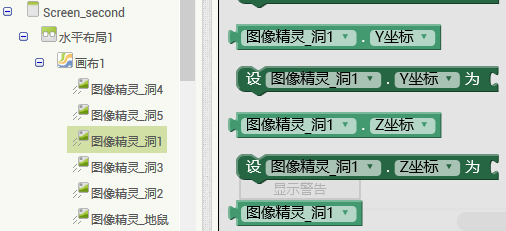 Screen_second
水平布局1
画布1
图像精灵_洞4
图像精灵_洞5
图像精灵_洞1
图像精灵_洞3
图像精灵_洞2
图像精灵_地鼠
图像精灵_洞1 . Y坐标
设 图像精灵_洞1 . Y坐标 为
图像精灵_洞1 . Z坐标
设 图像精灵_洞1 . Z坐标 为
显示警告
图像精灵_洞1